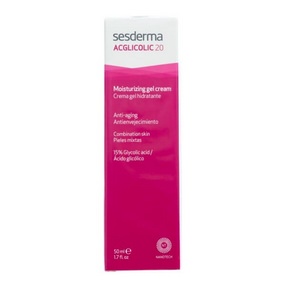 sesderma
ACGLICOLIC 20
Moisturizing gel cream
Crema gel hidratante
Anti-aging
Antienvejecimiento
Combination skin
Pieles mixtas
15% Glycolic acid /
Ácido glicólico
50 ml e
1.7 fl. oz
NANOTECH